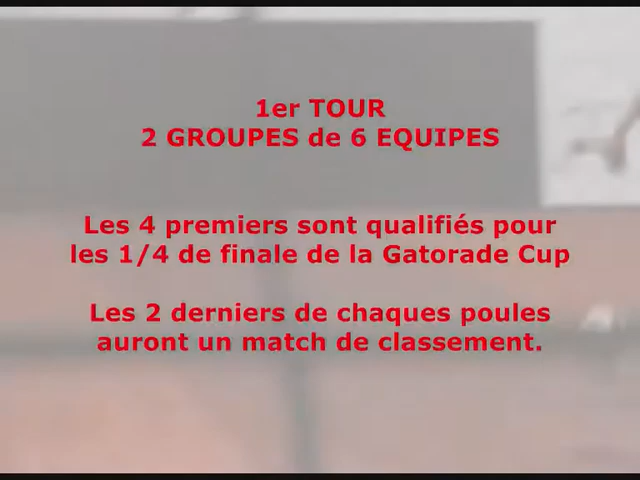 1er TOUR
2 GROUPES de 6 EQUIPES
Les 4 premiers sont qualifiés pour
les 1/4 de finale de la Gatorade Cup
Les 2 derniers de chaques poules
auront un match de classement.